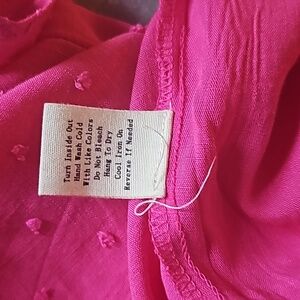 Turn Inside Out
Hand Wash Cold
With Like Colors
Do Not Bleach
Hang To Dry
Cool Iron On
Reverse If Needed